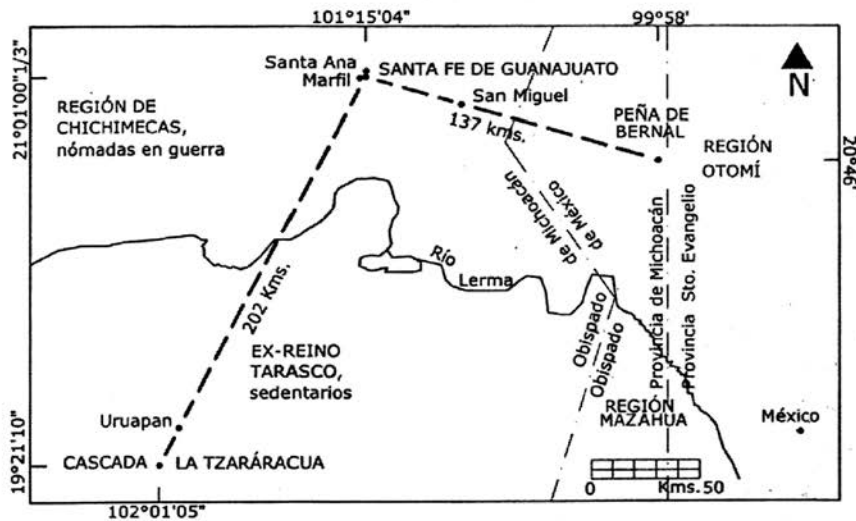 101°15'04"
99°58'
Santa Ana
Marfil
SANTA FE DE GUANAJUATO
N
21°01'00"1/3"
REGIÓN DE
CHICHIMECAS,
nómadas en guerra
San Miguel
137 kms.
PEÑA DE
BERNAL
REGIÓN
OTOMÍ
20°46'
de Michoacán
de México
Río
Lerma
202 Kms.
Provincia de Michoacán
Provincia Sto. Evangelio
EX-REINO
TARASCO,
sedentarios
Obispado
Obispado
REGIÓN
MAZAHUA
Uruapan
México
CASCADA
LA TZARÁRACUA
19°21'10"
0 Kms.50
102°01'05"